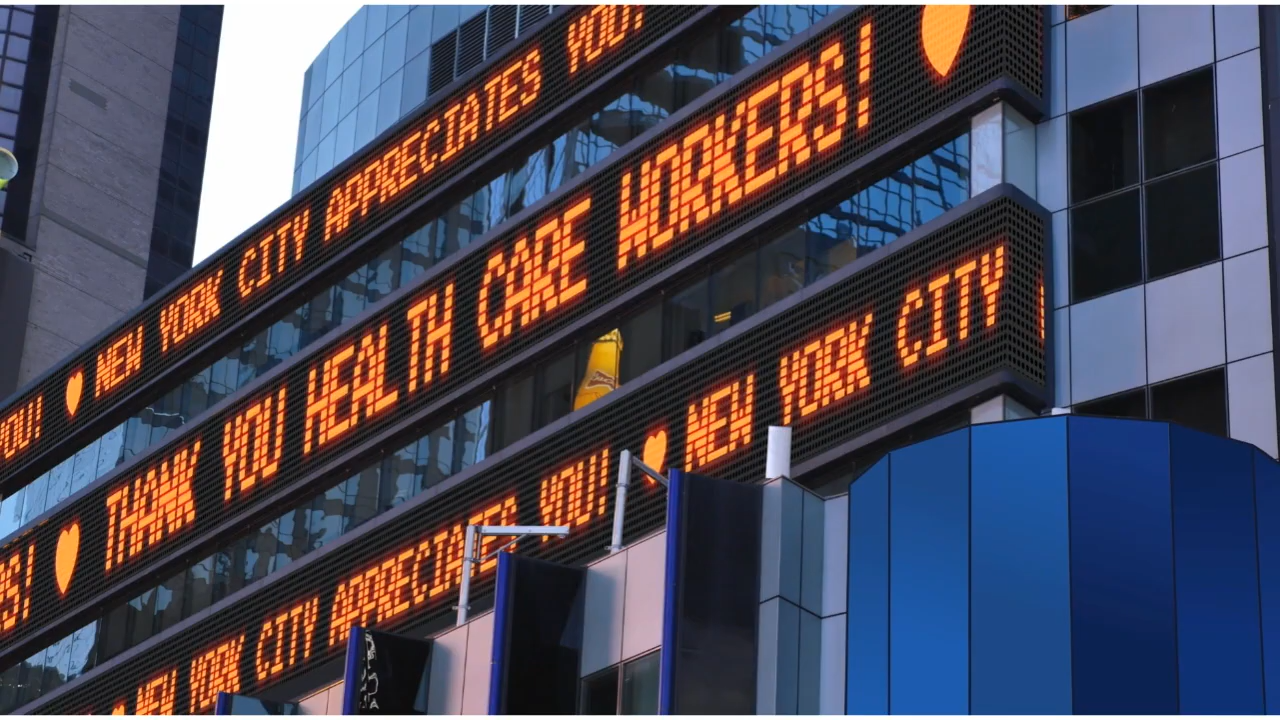 YOU! ♥ NEW YORK CITY APPRECIATES YOU!
S! ♥ THANK YOU HEALTH CARE WORKERS! ♥
♥ NEW YORK CITY APPRECIATES YOU! ♥ NEW YORK CITY